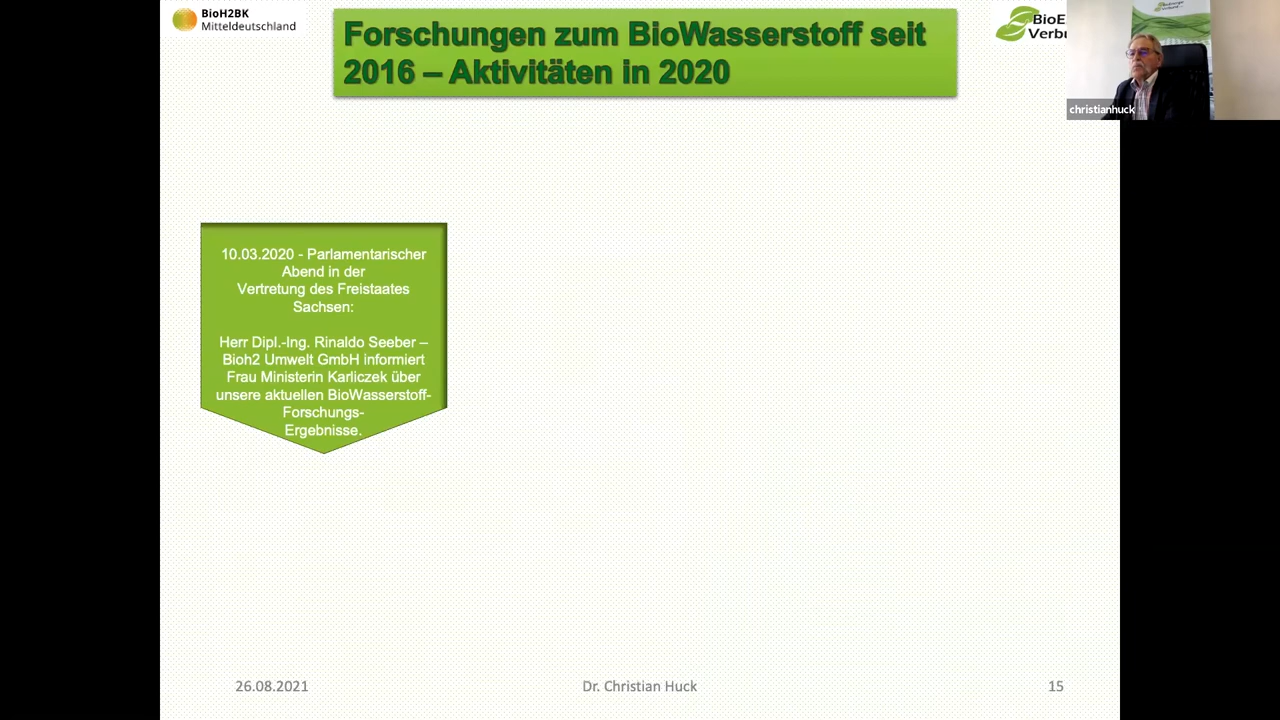 BioH2BK
Mitteldeutschland
Forschungen zum BioWasserstoff seit
2016 – Aktivitäten in 2020
BioE
Verbu
christianhuck
10.03.2020 - Parlamentarischer
Abend in der
Vertretung des Freistaates
Sachsen:
Herr Dipl.-Ing. Rinaldo Seeber –
Bioh2 Umwelt GmbH informiert
Frau Ministerin Karliczek über
unsere aktuellen BioWasserstoff-
Forschungs-
Ergebnisse.
26.08.2021
Dr. Christian Huck
15